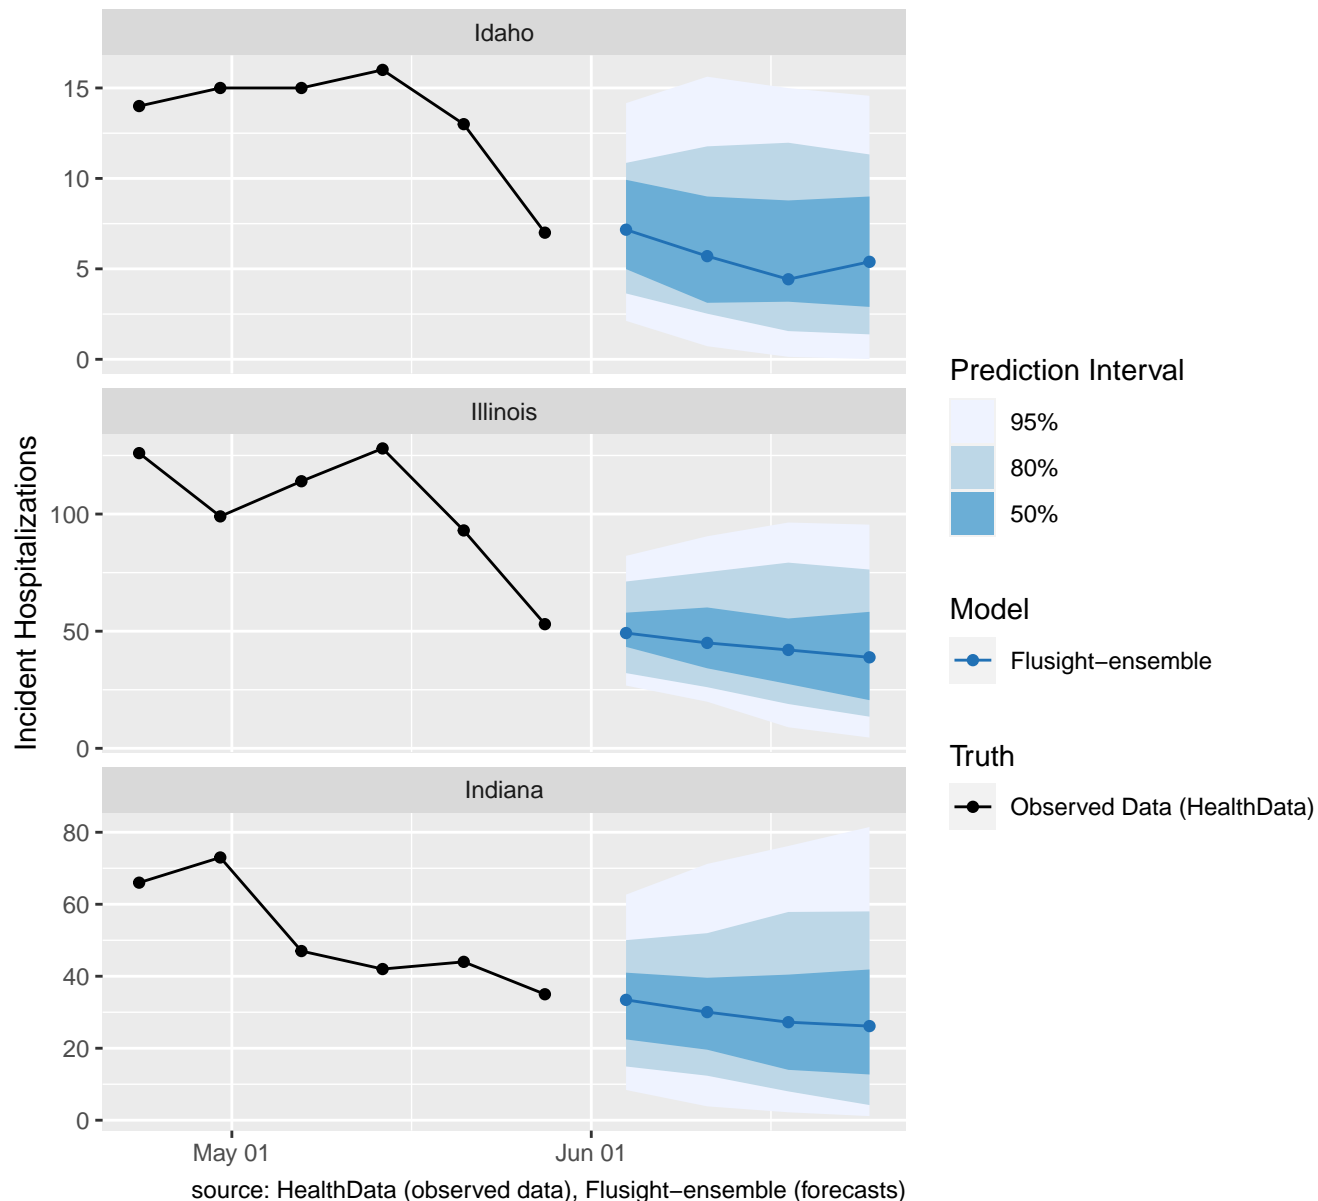 Idaho
15
10
5
0
Illinois
100
50
0
Indiana
80
60
40
20
0
May 01
Jun 01
Incident Hospitalizations
source: HealthData (observed data), Flusight−ensemble (forecasts)
Prediction Interval
95%
80%
50%
Model
Flusight−ensemble
Truth
Observed Data (HealthData)